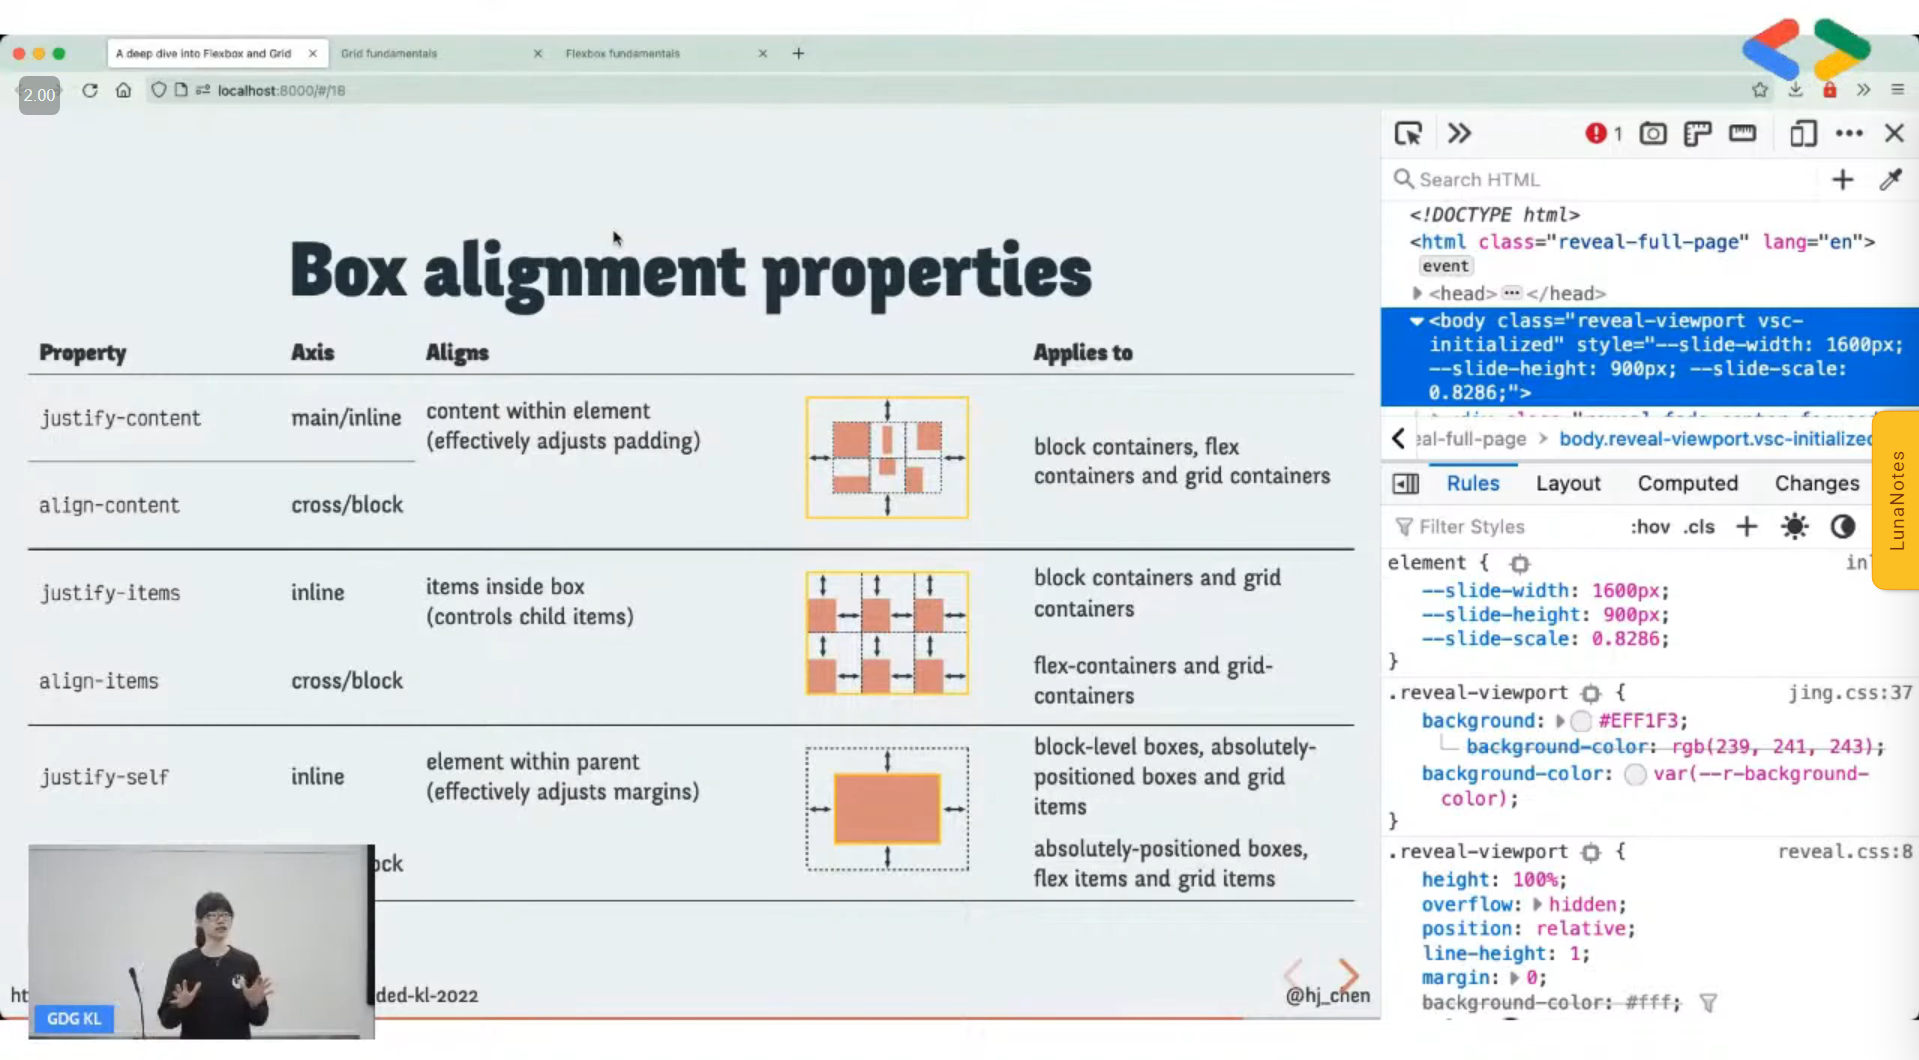 A deep dive into Flexbox and Grid
Grid fundamentals
Flexbox fundamentals
2.00
localhost:8000/#/18
1
Search HTML
<!DOCTYPE html>
<html class="reveal-full-page" lang="en">
event
<head> ... </head>
<body class="reveal-viewport vsc-
initialized" style="--slide-width: 1600px;
--slide-height: 900px; --slide-scale:
0.8286;">
eal-full-page > body.reveal-viewport.vsc-initialized
Rules Layout Computed Changes
Filter Styles :hov .cls
element { in
--slide-width: 1600px;
--slide-height: 900px;
--slide-scale: 0.8286;
}
.reveal-viewport { jing.css:37
background: #EFF1F3;
background-color: rgb(239, 241, 243);
background-color: var(--r-background-
color);
}
.reveal-viewport { reveal.css:8
height: 100%;
overflow: hidden;
position: relative;
line-height: 1;
margin: 0;
background-color: #fff;
LunaNotes
Box alignment properties
Property Axis Aligns Applies to
justify-content main/inline content within element
(effectively adjusts padding)
block containers, flex
containers and grid containers
align-content cross/block
justify-items inline items inside box
(controls child items)
block containers and grid
containers
align-items cross/block
flex-containers and grid-
containers
justify-self inline element within parent
(effectively adjusts margins)
block-level boxes, absolutely-
positioned boxes and grid
items
ock
absolutely-positioned boxes,
flex items and grid items
ht
ded-kl-2022
@hj_chen
GDG KL